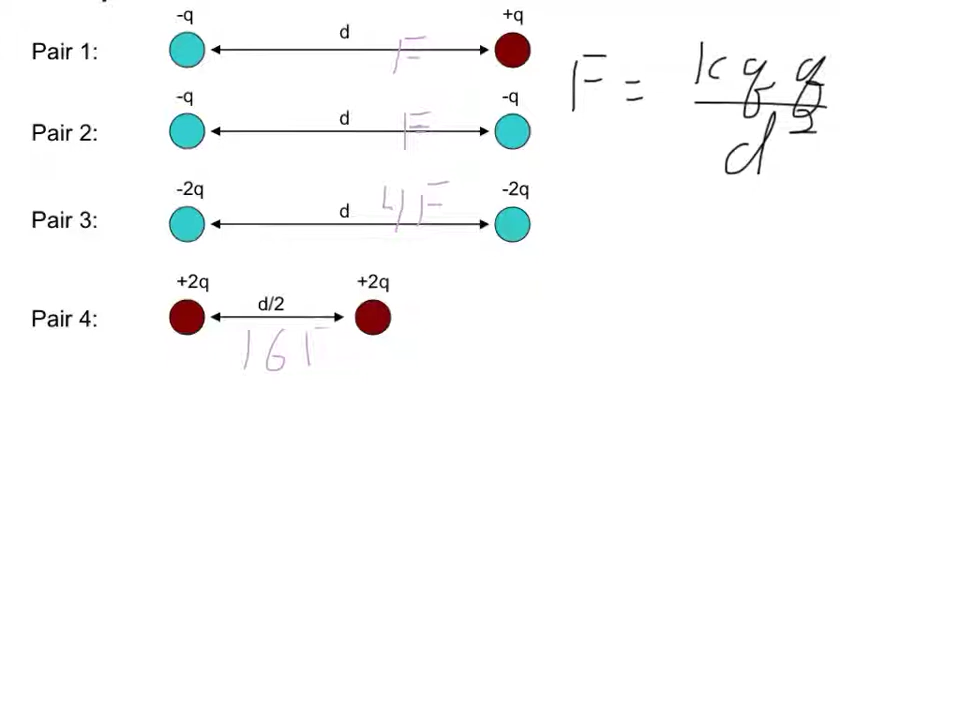 -q +q
Pair 1: d F
-q -q
Pair 2: d F
-2q -2q
Pair 3: d 4F
+2q +2q
Pair 4: d/2
16F
F = kqq
d²